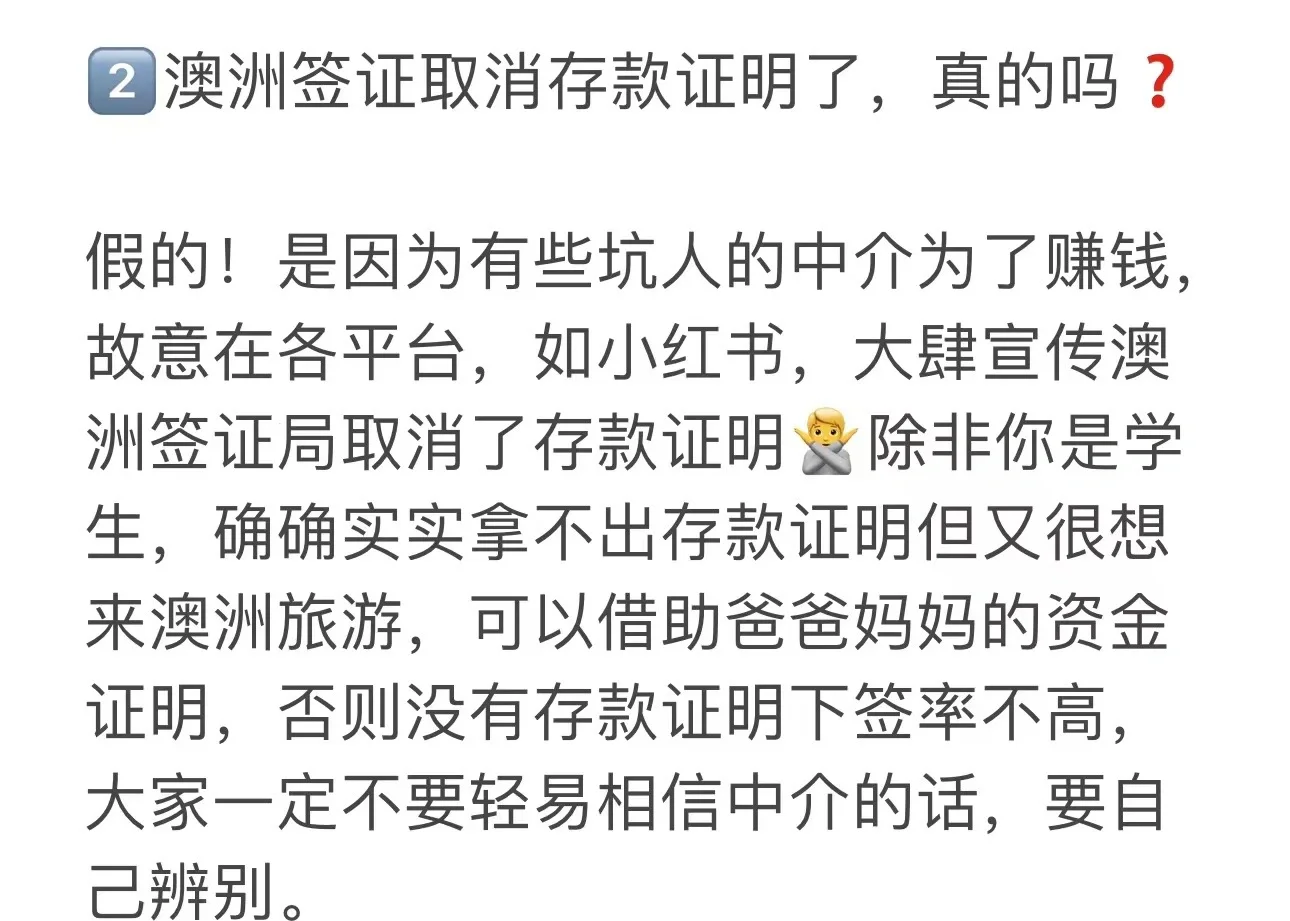 2️⃣澳洲签证取消存款证明了，真的吗❓
假的！是因为有些坑人的中介为了赚钱，
故意在各平台，如小红书，大肆宣传澳
洲签证局取消了存款证明🙅除非你是学
生，确确实实拿不出存款证明但又很想
来澳洲旅游，可以借助爸爸妈妈的资金
证明，否则没有存款证明下签率不高，
大家一定不要轻易相信中介的话，要自
己辨别。